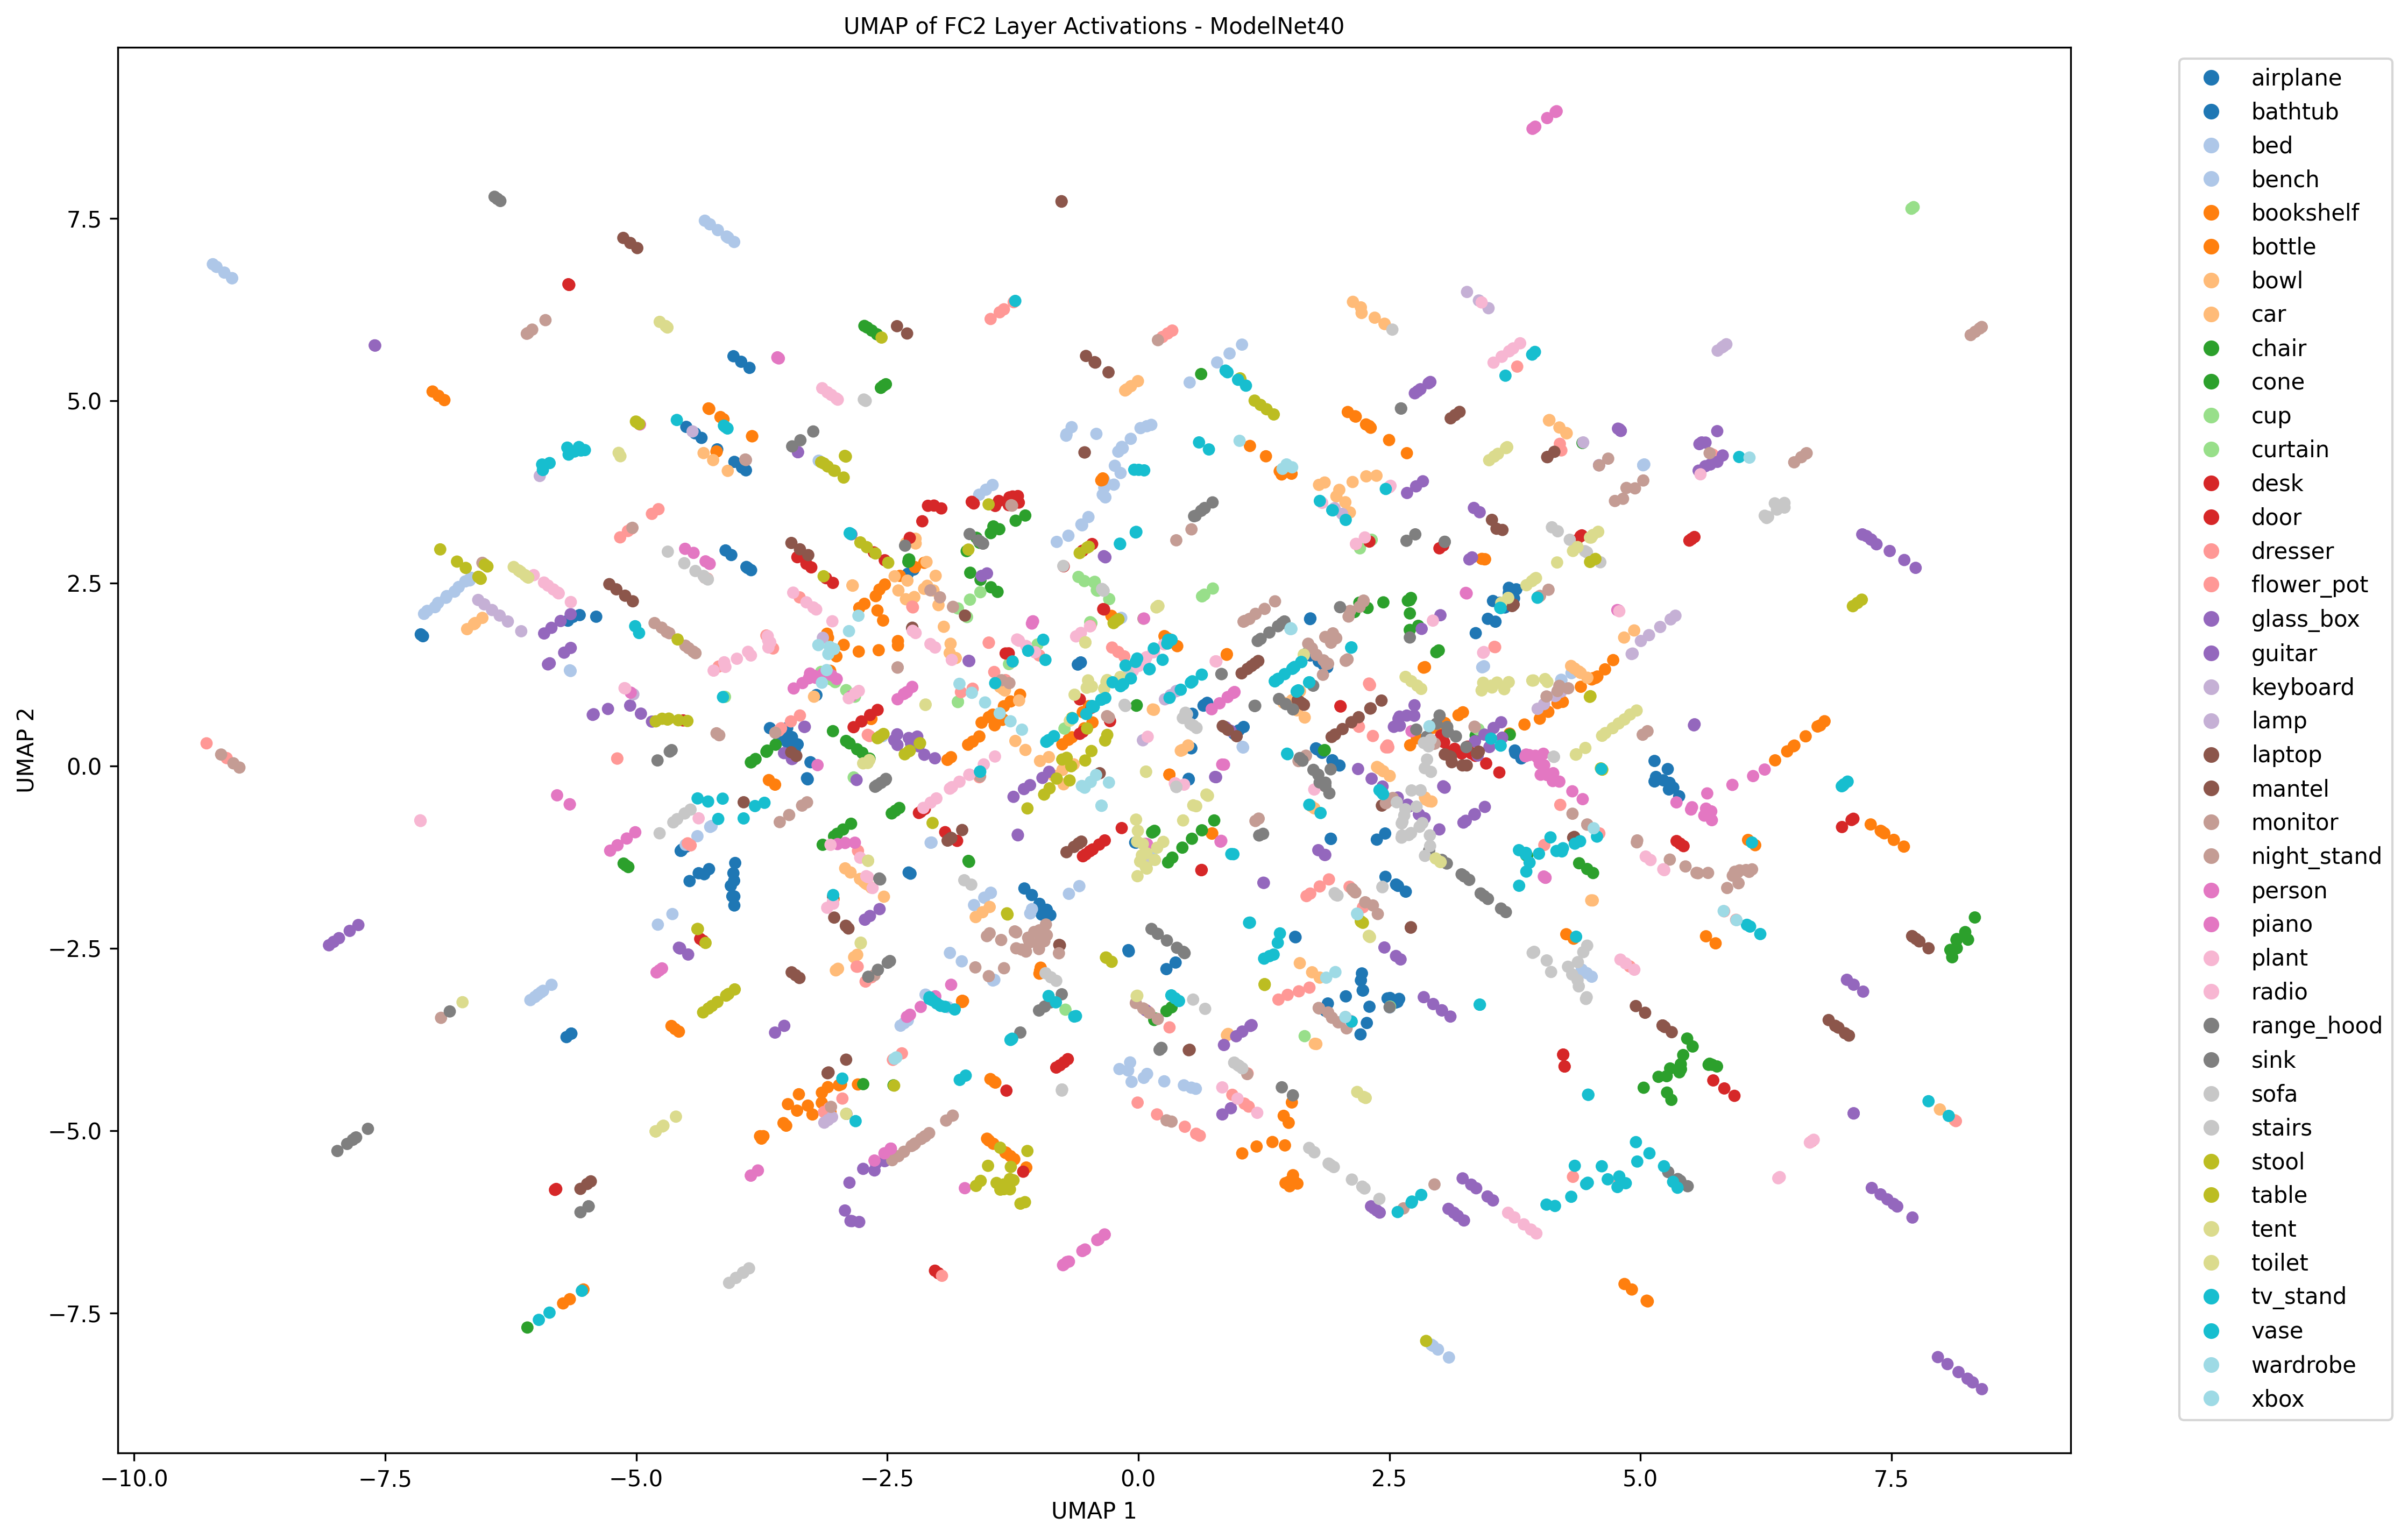 UMAP of FC2 Layer Activations - ModelNet40
7.5
5.0
2.5
0.0
−2.5
−5.0
−7.5
UMAP 2
−10.0
−7.5
−5.0
−2.5
0.0
2.5
5.0
7.5
UMAP 1
airplane
bathtub
bed
bench
bookshelf
bottle
bowl
car
chair
cone
cup
curtain
desk
door
dresser
flower_pot
glass_box
guitar
keyboard
lamp
laptop
mantel
monitor
night_stand
person
piano
plant
radio
range_hood
sink
sofa
stairs
stool
table
tent
toilet
tv_stand
vase
wardrobe
xbox